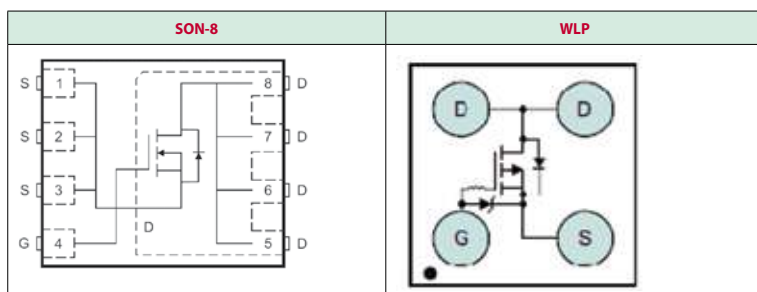 SON-8
WLP
S 1 8 D
S 2 7 D
S 3 6 D
D
G 4 5 D
D D
G S